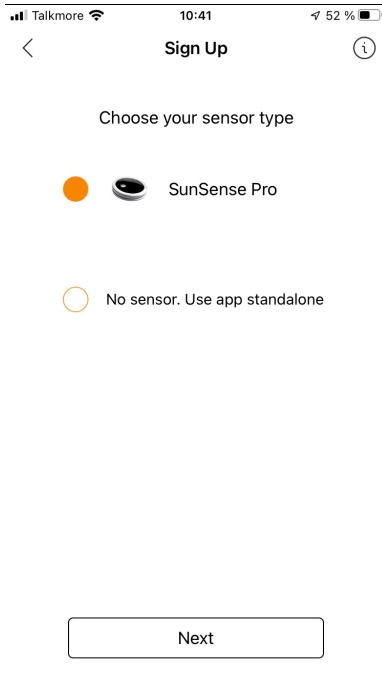 Talkmore 10:41 52 %
Sign Up
Choose your sensor type
SunSense Pro
No sensor. Use app standalone
Next